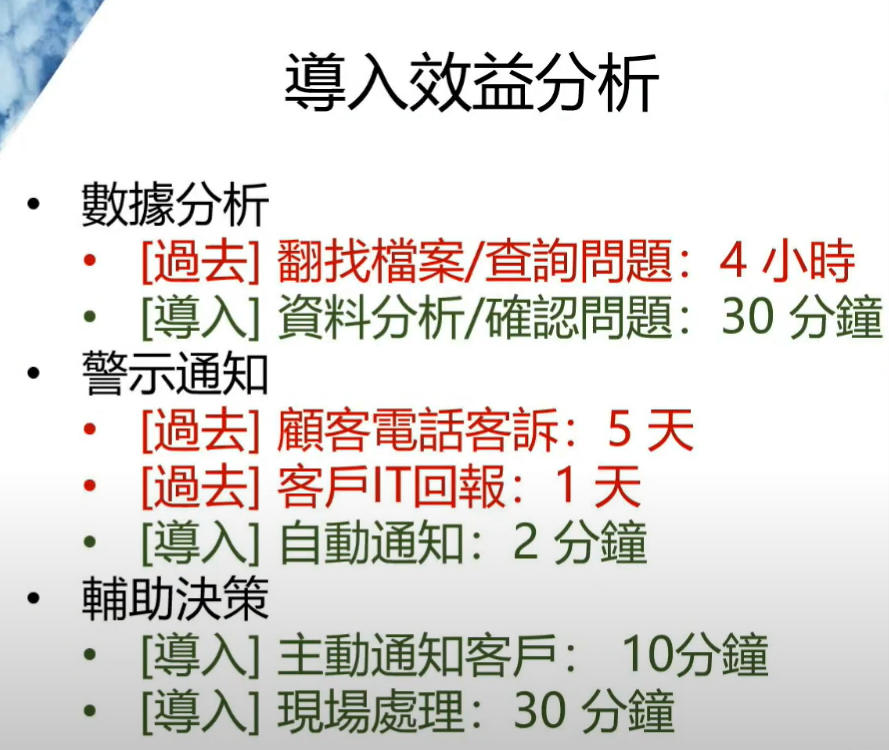 導入效益分析
• 數據分析
• [過去] 翻找檔案/查詢問題：4 小時
• [導入] 資料分析/確認問題：30 分鐘
• 警示通知
• [過去] 顧客電話客訴：5 天
• [過去] 客戶IT回報：1 天
• [導入] 自動通知：2 分鐘
• 輔助決策
• [導入] 主動通知客戶： 10分鐘
• [導入] 現場處理：30 分鐘